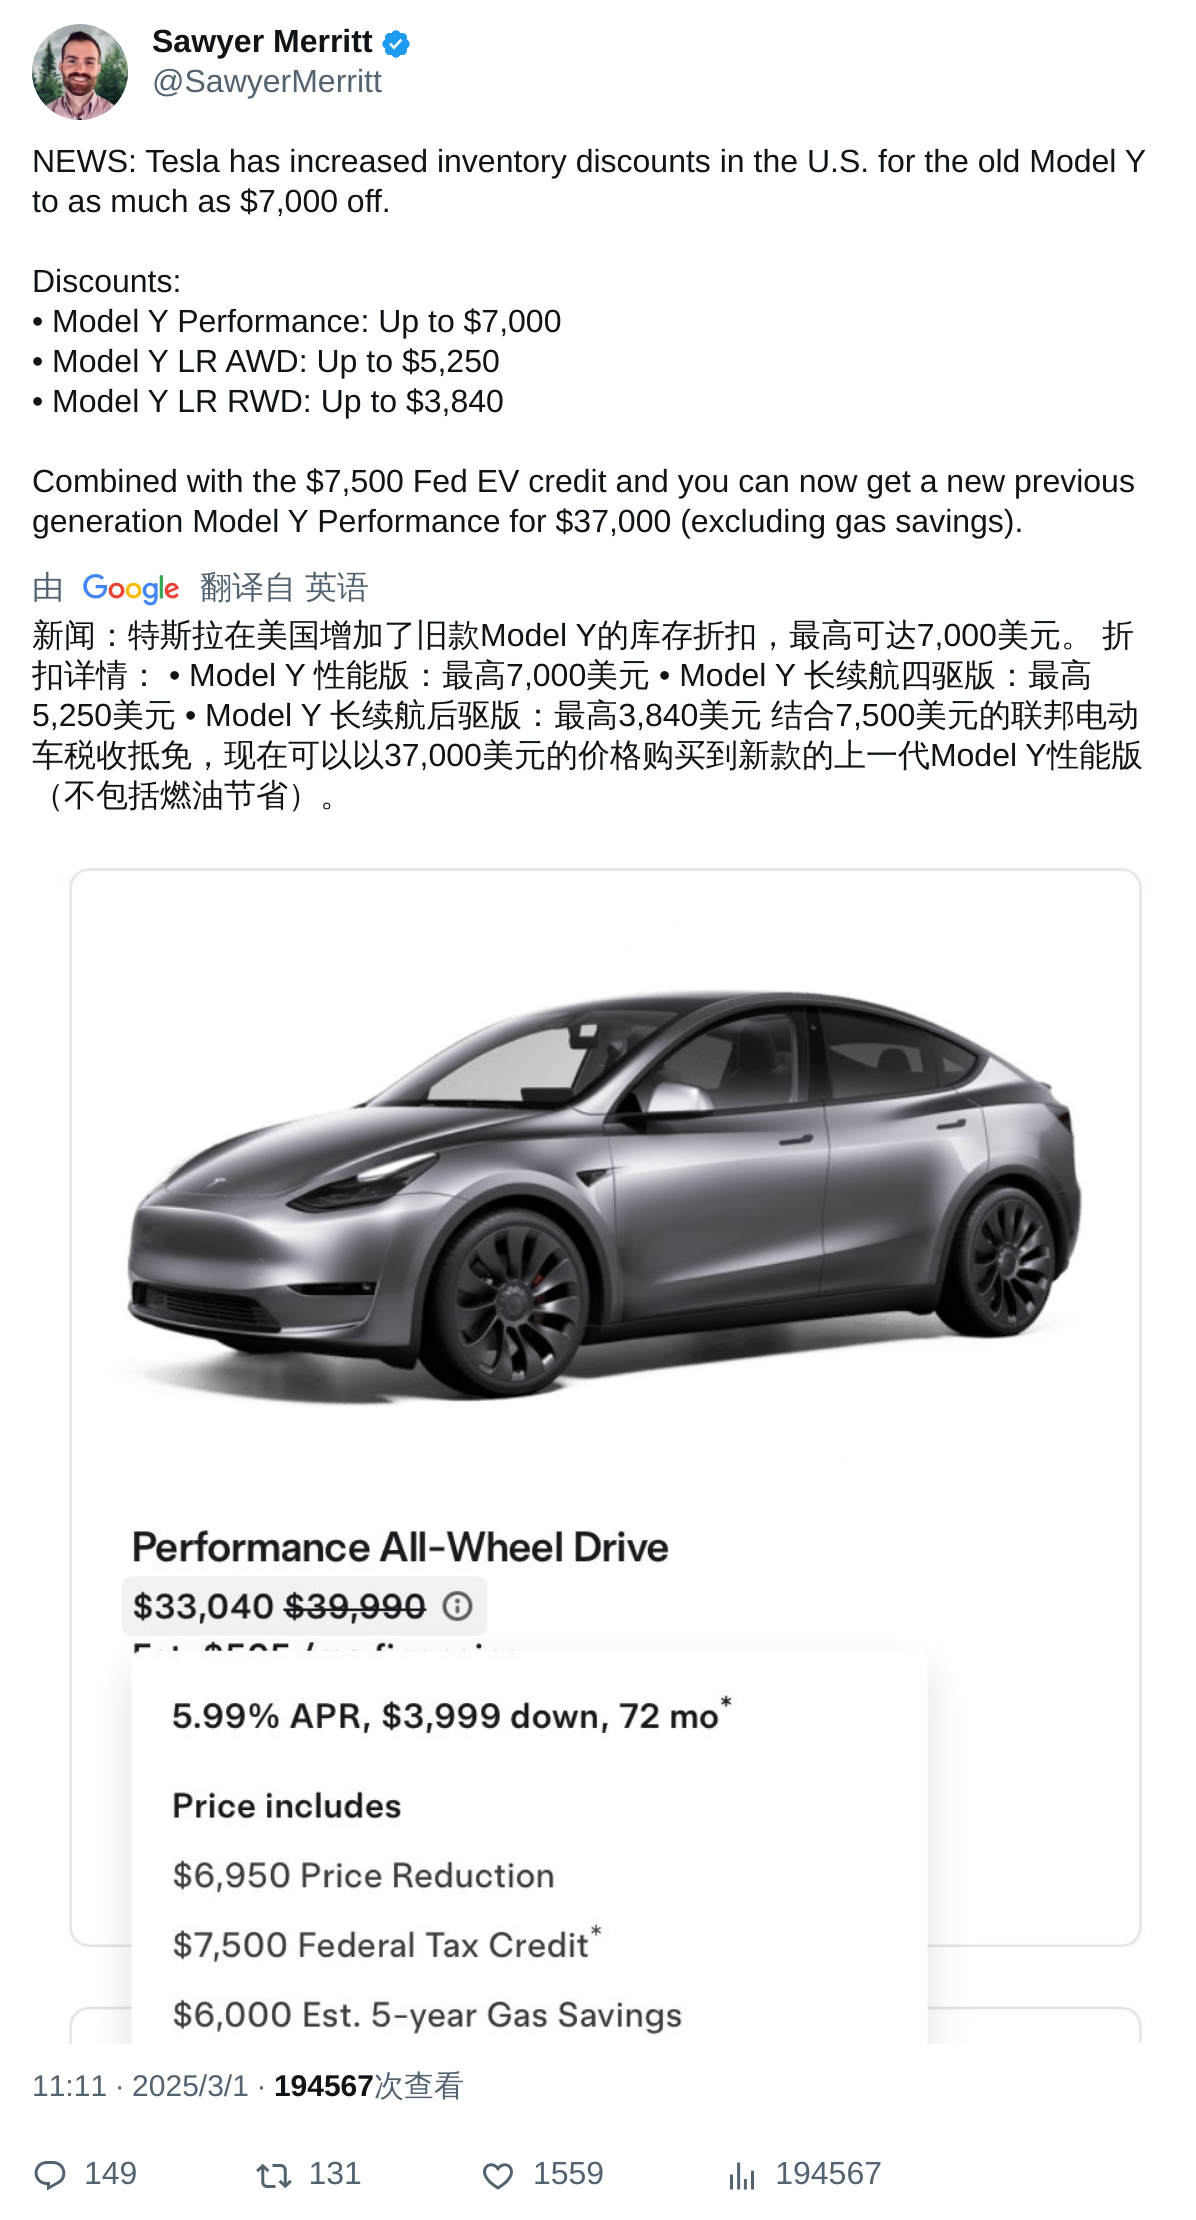 Sawyer Merritt
@SawyerMerritt
NEWS: Tesla has increased inventory discounts in the U.S. for the old Model Y
to as much as $7,000 off.
Discounts:
• Model Y Performance: Up to $7,000
• Model Y LR AWD: Up to $5,250
• Model Y LR RWD: Up to $3,840
Combined with the $7,500 Fed EV credit and you can now get a new previous
generation Model Y Performance for $37,000 (excluding gas savings).
由 Google 翻译自 英语
新闻：特斯拉在美国增加了旧款Model Y的库存折扣，最高可达7,000美元。 折
扣详情： • Model Y 性能版：最高7,000美元 • Model Y 长续航四驱版：最高
5,250美元 • Model Y 长续航后驱版：最高3,840美元 结合7,500美元的联邦电动
车税收抵免，现在可以以37,000美元的价格购买到新款的上一代Model Y性能版
（不包括燃油节省）。
Performance All-Wheel Drive
$33,040 $39,990
5.99% APR, $3,999 down, 72 mo*
Price includes
$6,950 Price Reduction
$7,500 Federal Tax Credit*
$6,000 Est. 5-year Gas Savings
11:11 · 2025/3/1 · 194567次查看
149 131 1559 194567